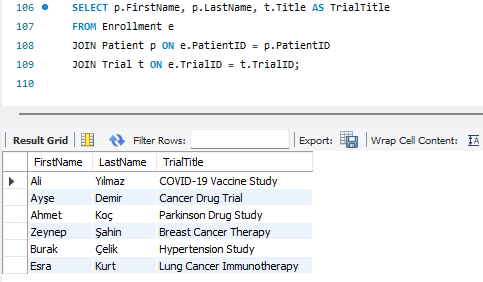 106 SELECT p.FirstName, p.LastName, t.Title AS TrialTitle
107 FROM Enrollment e
108 JOIN Patient p ON e.PatientID = p.PatientID
109 JOIN Trial t ON e.TrialID = t.TrialID;
110
Result Grid Filter Rows: Export: Wrap Cell Content: IA
FirstName LastName TrialTitle
Ali Yılmaz COVID-19 Vaccine Study
Ayşe Demir Cancer Drug Trial
Ahmet Koç Parkinson Drug Study
Zeynep Şahin Breast Cancer Therapy
Burak Çelik Hypertension Study
Esra Kurt Lung Cancer Immunotherapy